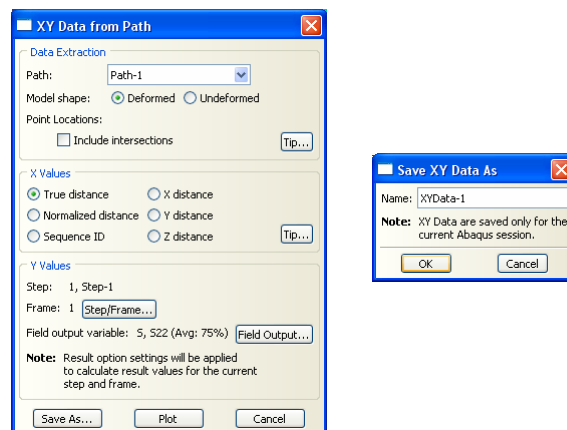 XY Data from Path
Data Extraction
Path: Path-1
Model shape: Deformed Undeformed
Point Locations:
Include intersections Tip...
X Values
True distance X distance
Normalized distance Y distance
Sequence ID Z distance Tip...
Y Values
Step: 1, Step-1
Frame: 1 Step/Frame...
Field output variable: S, S22 (Avg: 75%) Field Output...
Note: Result option settings will be applied
to calculate result values for the current
step and frame.
Save As... Plot Cancel
Save XY Data As
Name: XYData-1
Note: XY Data are saved only for the
current Abaqus session.
OK Cancel